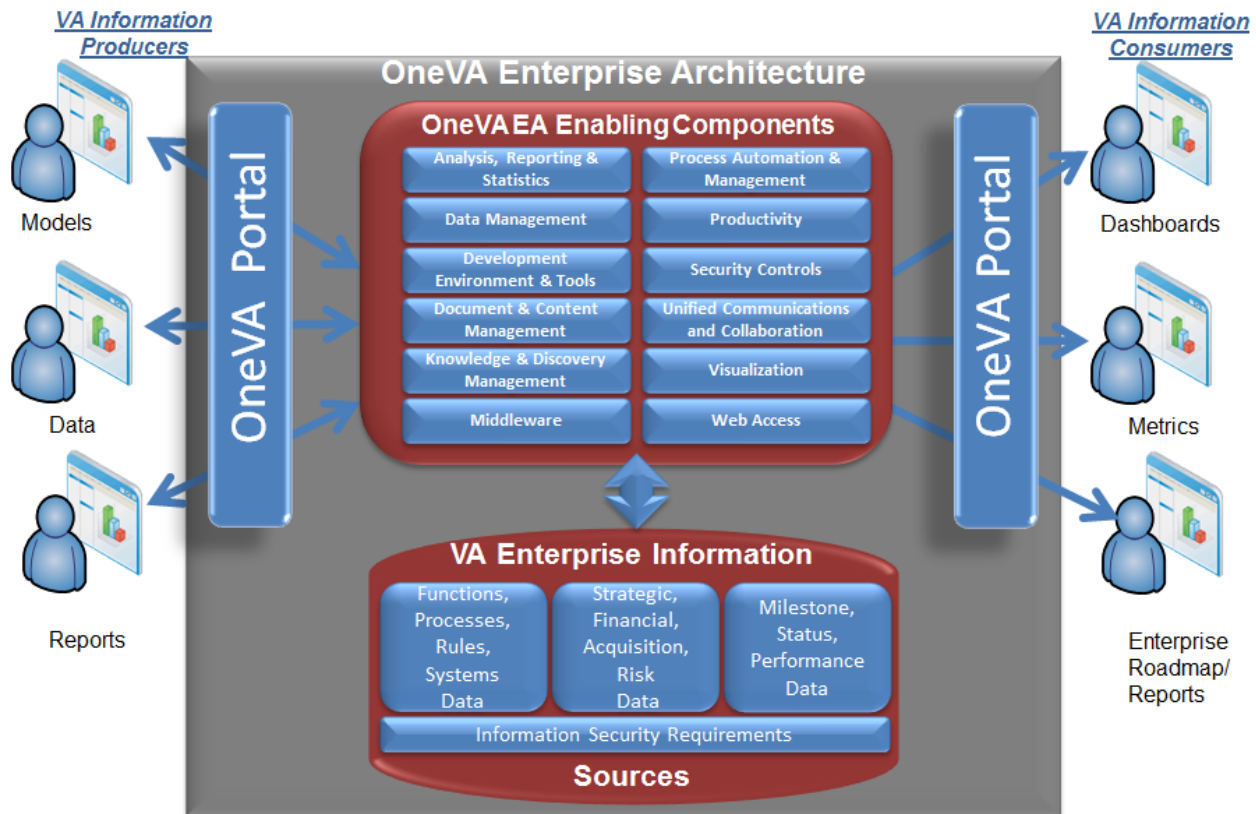 VA Information
Producers
VA Information
Consumers
OneVA Enterprise Architecture
Models
Data
Reports
OneVA Portal
OneVA EA Enabling Components
Analysis, Reporting &
Statistics
Process Automation &
Management
Data Management
Productivity
Development
Environment & Tools
Security Controls
Document & Content
Management
Unified Communications
and Collaboration
Knowledge & Discovery
Management
Visualization
Middleware
Web Access
VA Enterprise Information
Functions,
Processes,
Rules,
Systems
Data
Strategic,
Financial,
Acquisition,
Risk
Data
Milestone,
Status,
Performance
Data
Information Security Requirements
Sources
OneVA Portal
Dashboards
Metrics
Enterprise
Roadmap/
Reports